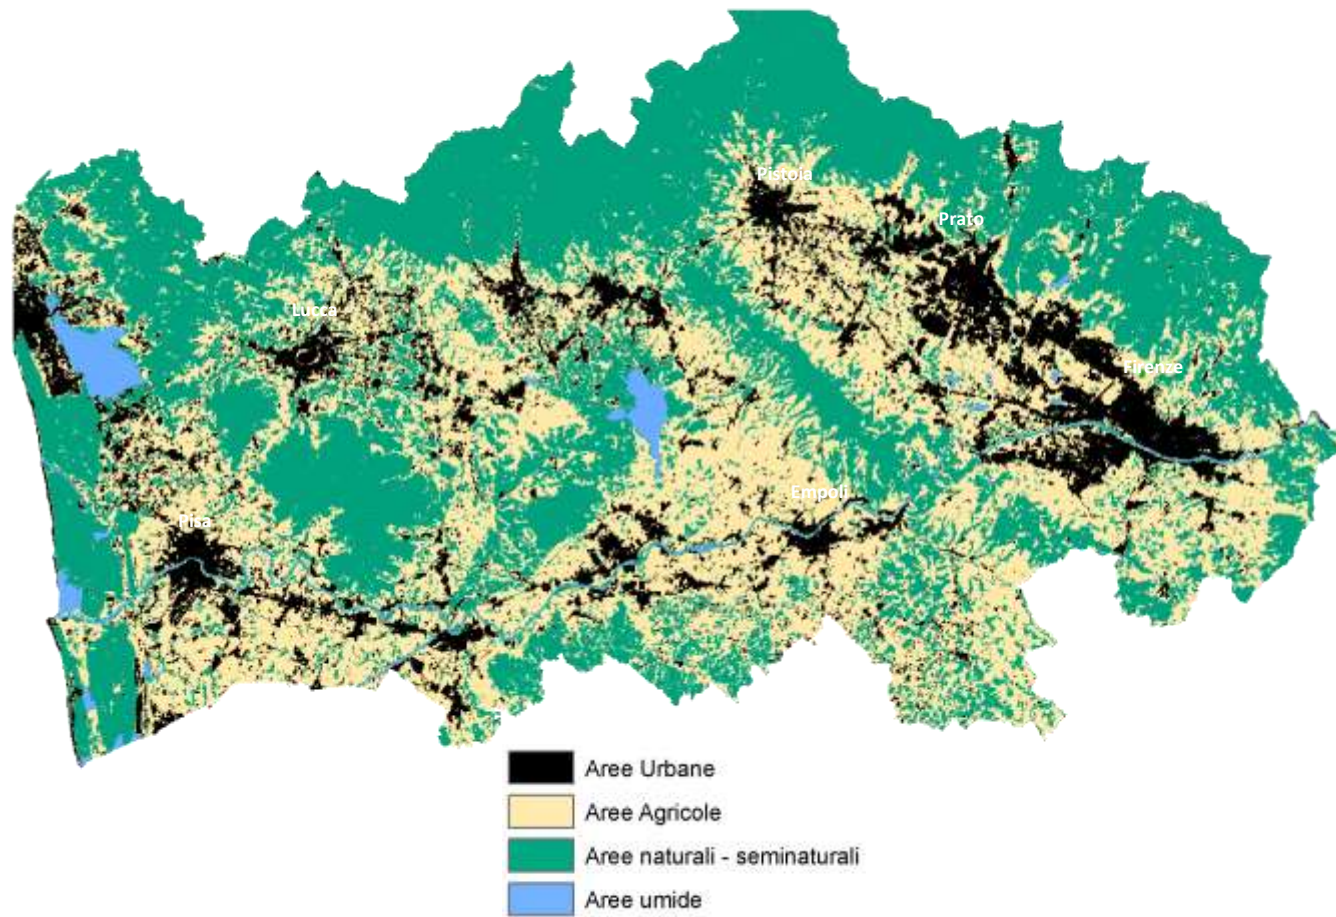 Pistoia
Prato
Lucca
Firenze
Empoli
Pisa
Aree Urbane
Aree Agricole
Aree naturali - seminaturali
Aree umide